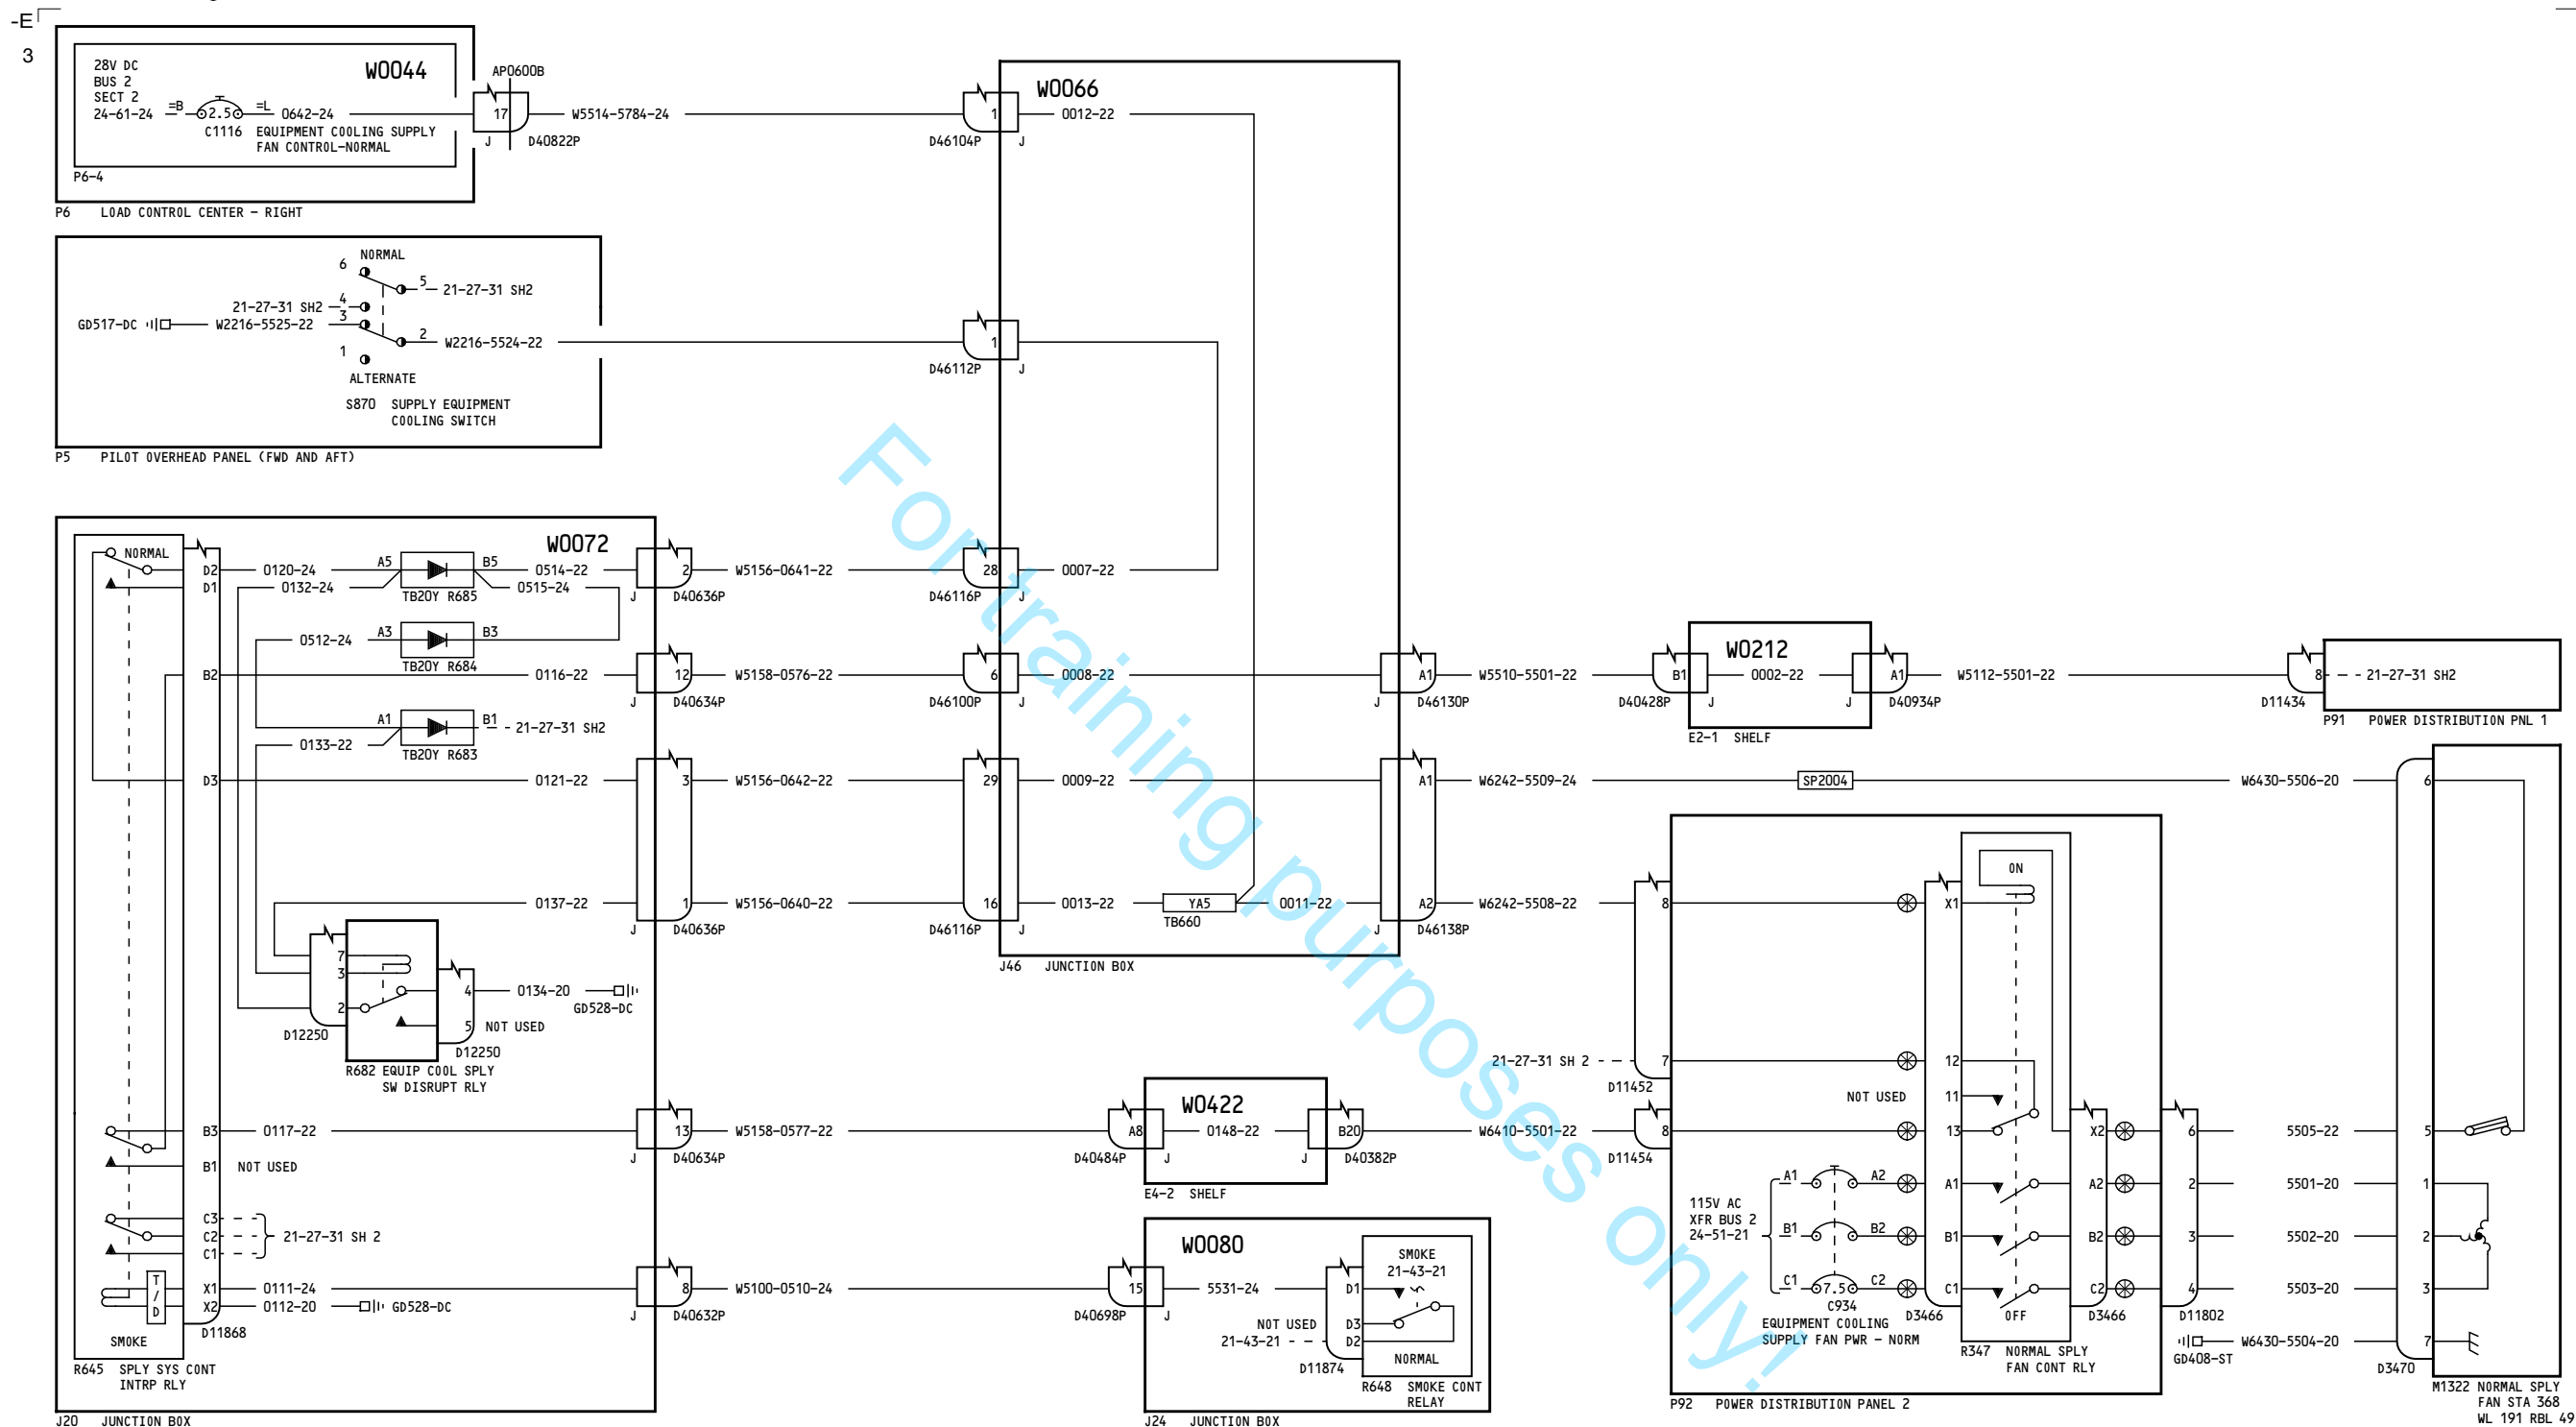 -E
3
28V DC
BUS 2
SECT 2
24-61-24
=B
2.5
=L
0642-24
W0044
C1116 EQUIPMENT COOLING SUPPLY
FAN CONTROL-NORMAL
P6-4
P6 LOAD CONTROL CENTER - RIGHT
AP0600B
17
J
D40822P
W5514-5784-24
1
D46104P
J
W0066
0012-22
NORMAL
6
5
21-27-31 SH2
21-27-31 SH2
4
GD517-DC
W2216-5525-22
3
2
W2216-5524-22
1
ALTERNATE
S870 SUPPLY EQUIPMENT
COOLING SWITCH
P5 PILOT OVERHEAD PANEL (FWD AND AFT)
1
D46112P
J
W0072
NORMAL
D2
0120-24
A5
B5
0514-22
2
W5156-0641-22
28
0007-22
D1
0132-24
TB20Y R685
0515-24
J
D40636P
D46116P
J
0512-24
A3
B3
TB20Y R684
B2
0116-22
12
W5158-0576-22
6
0008-22
A1
W5510-5501-22
B1
W0212
0002-22
A1
W5112-5501-22
8
21-27-31 SH2
J
D40634P
D46100P
J
J
D46130P
D40428P
J
J
D40934P
D11434
P91 POWER DISTRIBUTION PNL 1
E2-1 SHELF
A1
B1
21-27-31 SH2
0133-22
TB20Y R683
D3
0121-22
3
W5156-0642-22
29
0009-22
A1
W6242-5509-24
SP2004
W6430-5506-20
6
0137-22
1
W5156-0640-22
16
0013-22
YA5
0011-22
A2
W6242-5508-22
8
X1
ON
J
D40636P
D46116P
J
TB660
J
D46138P
J46 JUNCTION BOX
7
3
2
4
0134-20
GD528-DC
5
NOT USED
D12250
D12250
R682 EQUIP COOL SPLY
SW DISRUPT RLY
21-27-31 SH 2
7
12
D11452
NOT USED
11
B3
0117-22
13
W5158-0577-22
A8
W0422
0148-22
B20
W6410-5501-22
8
13
X2
6
5505-22
5
J
D40634P
D40484P
J
J
D40382P
D11454
B1
NOT USED
E4-2 SHELF
115V AC
XFR BUS 2
24-51-21
A1
A2
A1
A2
2
5501-20
1
B1
B2
B1
B2
3
5502-20
2
C1
7.5
C2
C1
C2
4
5503-20
3
C934
EQUIPMENT COOLING
SUPPLY FAN PWR - NORM
D3466
OFF
D3466
D11802
R347 NORMAL SPLY
FAN CONT RLY
GD408-ST
W6430-5504-20
7
D3470
M1322 NORMAL SPLY
FAN STA 368
WL 191 RBL 49
P92 POWER DISTRIBUTION PANEL 2
C3
C2
C1
21-27-31 SH 2
T
/
D
X1
0111-24
8
W5100-0510-24
15
W0080
5531-24
X2
0112-20
GD528-DC
J
D40632P
D40698P
J
D11868
SMOKE
R645 SPLY SYS CONT
INTRP RLY
J20 JUNCTION BOX
SMOKE
21-43-21
D1
NOT USED
D3
21-43-21
D2
D11874
NORMAL
R648 SMOKE CONT
RELAY
J24 JUNCTION BOX
For training purposes only!